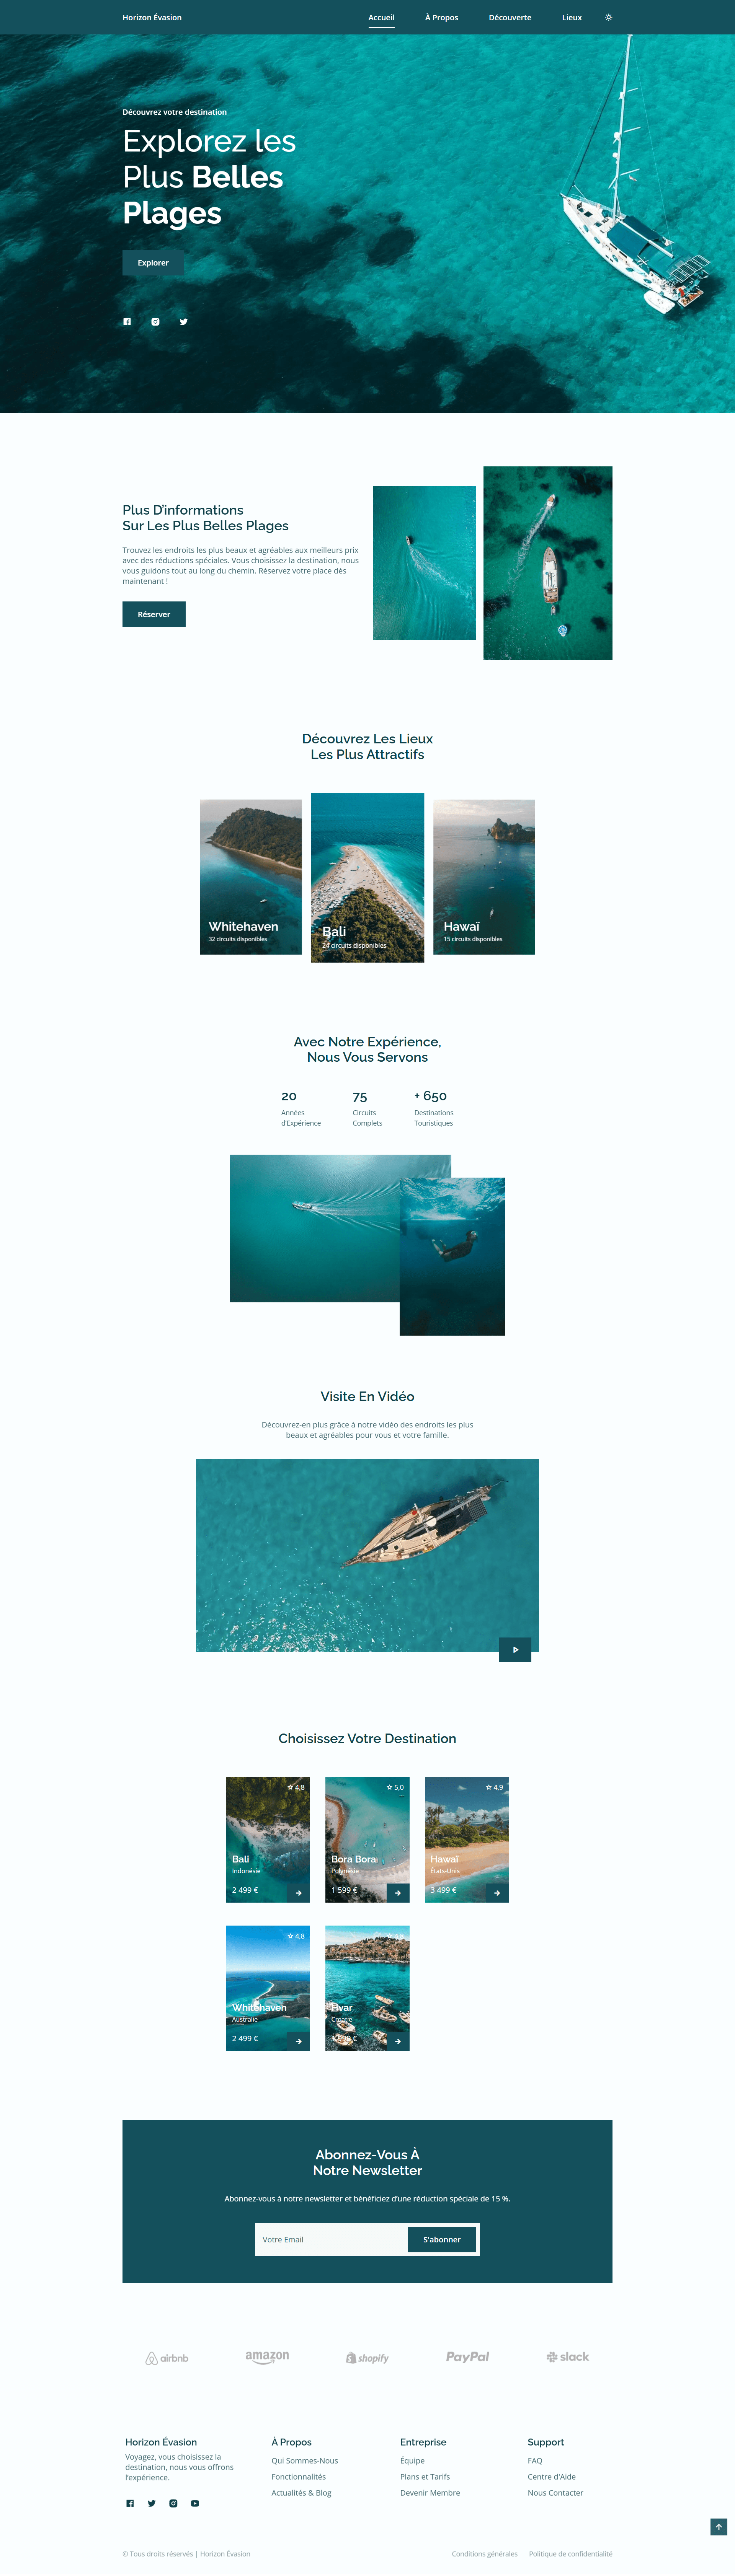 Horizon Évasion
Accueil
À Propos
Découverte
Lieux
Découvrez votre destination
Explorez les
Plus Belles
Plages
Explorer
Plus D'informations
Sur Les Plus Belles Plages
Trouvez les endroits les plus beaux et agréables aux meilleurs prix
avec des réductions spéciales. Vous choisissez la destination, nous
vous guidons tout au long du chemin. Réservez votre place dès
maintenant !
Réserver
Découvrez Les Lieux
Les Plus Attractifs
Whitehaven
32 circuits disponibles
Bali
24 circuits disponibles
Hawaï
15 circuits disponibles
Avec Notre Expérience,
Nous Vous Servons
20
Années
d'Expérience
75
Circuits
Complets
+ 650
Destinations
Touristiques
Visite En Vidéo
Découvrez-en plus grâce à notre vidéo des endroits les plus
beaux et agréables pour vous et votre famille.
Choisissez Votre Destination
4,8
Bali
Indonésie
2 499 €
5,0
Bora Bora
Polynésie
1 599 €
4,9
Hawaï
États-Unis
3 499 €
4,8
Whitehaven
Australie
2 499 €
Hvar
Croatie
Abonnez-Vous À
Notre Newsletter
Abonnez-vous à notre newsletter et bénéficiez d'une réduction spéciale de 15 %.
Votre Email
S'abonner
airbnb
amazon
shopify
PayPal
slack
Horizon Évasion
Voyagez, vous choisissez la
destination, nous vous offrons
l'expérience.
À Propos
Qui Sommes-Nous
Fonctionnalités
Actualités & Blog
Entreprise
Équipe
Plans et Tarifs
Devenir Membre
Support
FAQ
Centre d'Aide
Nous Contacter
© Tous droits réservés | Horizon Évasion
Conditions générales
Politique de confidentialité